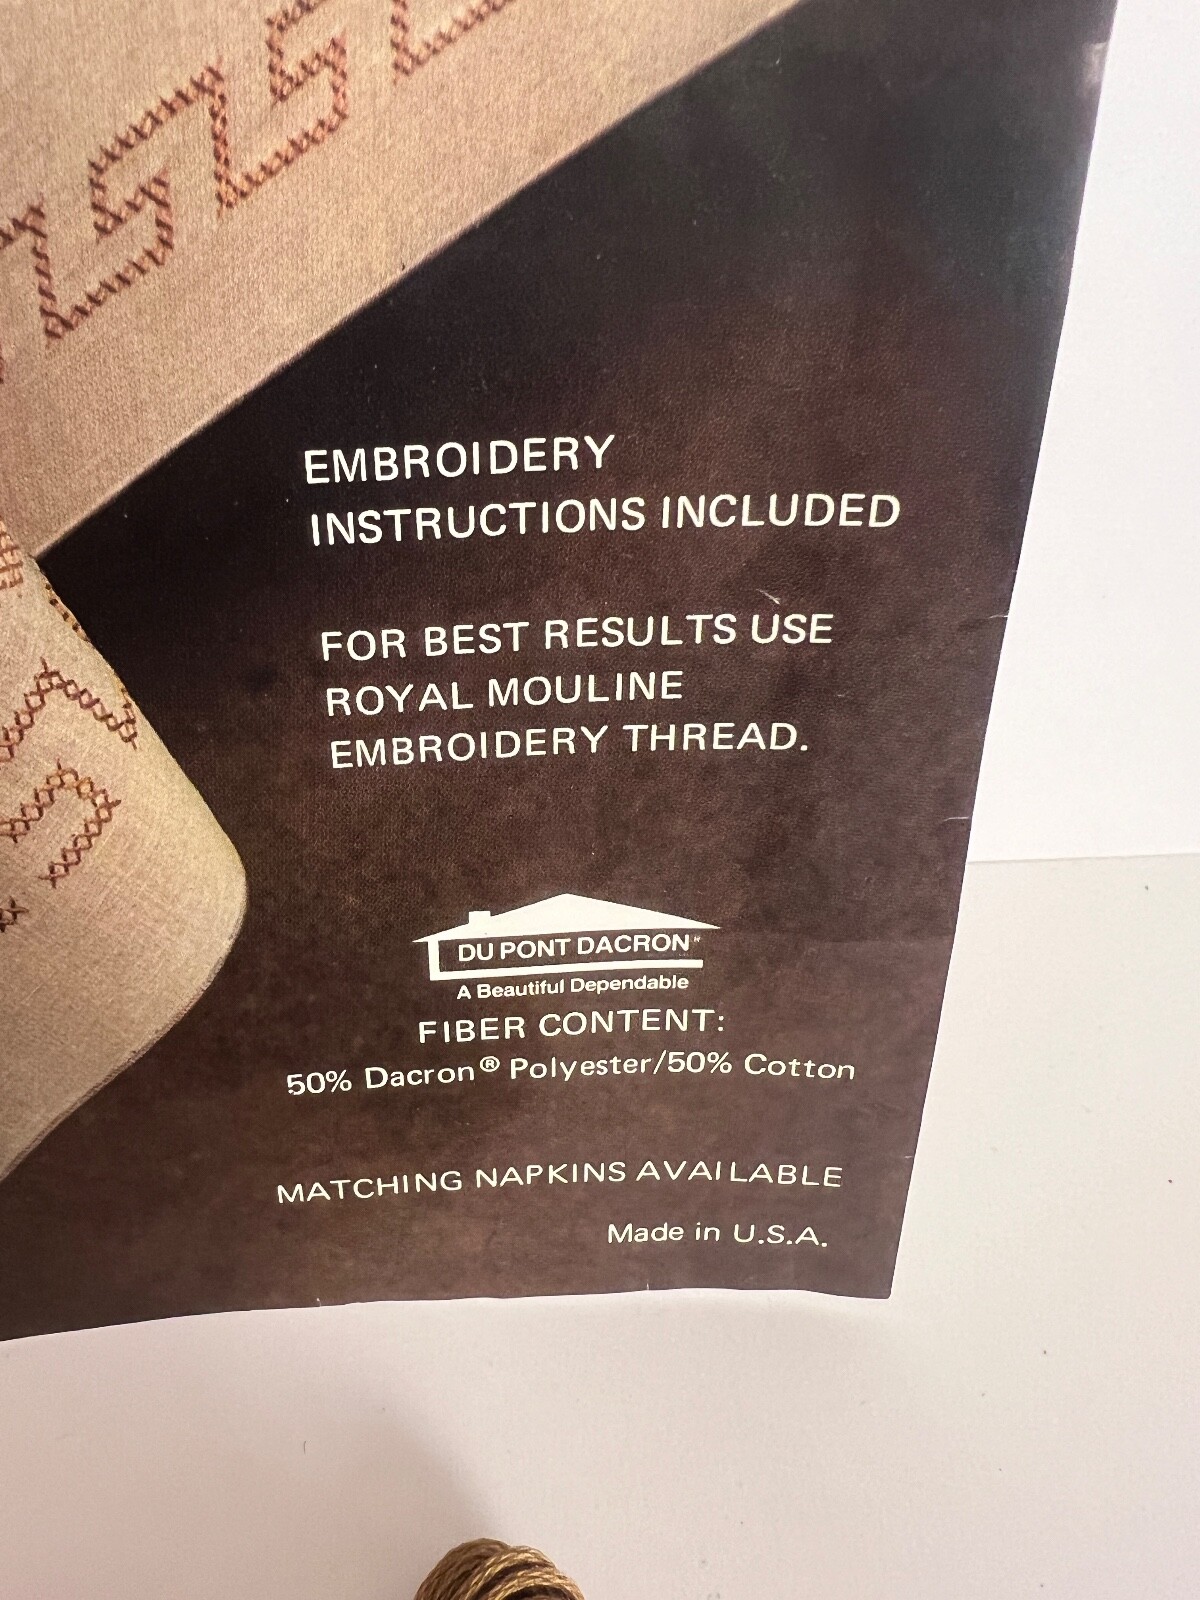 EMBROIDERY
INSTRUCTIONS INCLUDED
FOR BEST RESULTS USE
ROYAL MOULINE
EMBROIDERY THREAD.
DU PONT DACRON™
A Beautiful Dependable
FIBER CONTENT:
50% Dacron® Polyester/50% Cotton
MATCHING NAPKINS AVAILABLE
Made in U.S.A.